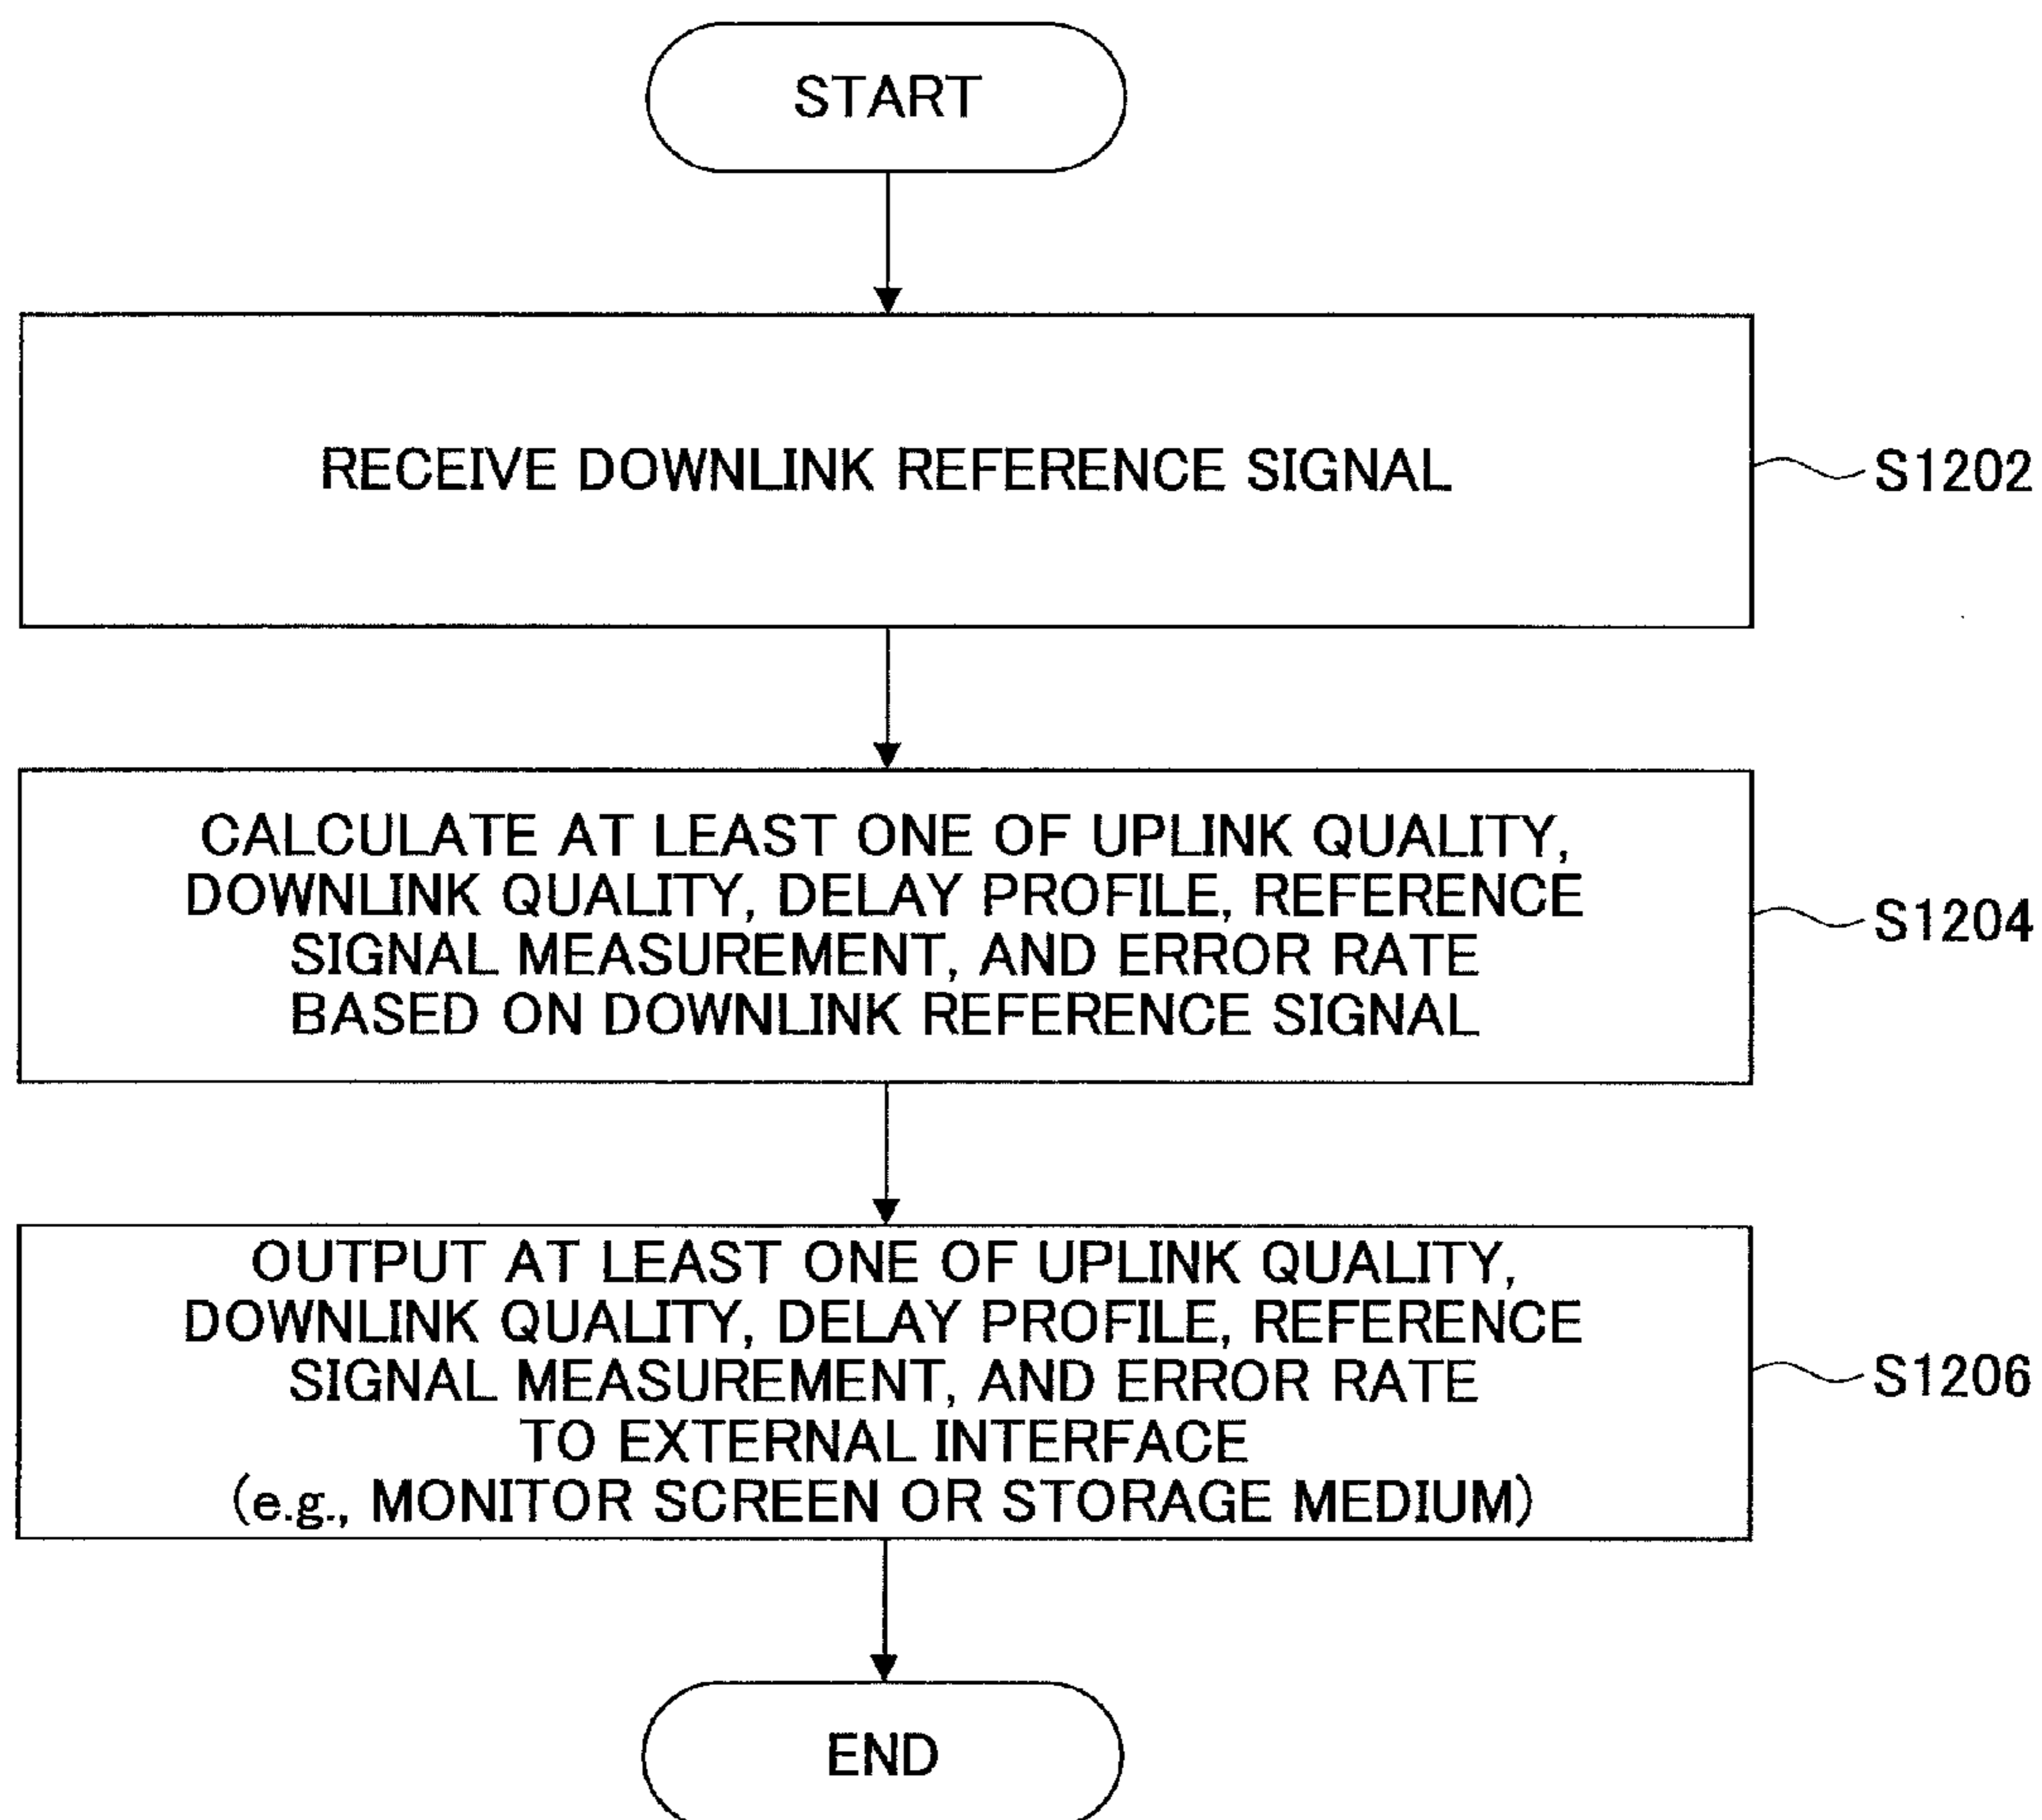 START
RECEIVE DOWNLINK REFERENCE SIGNAL
S1202
CALCULATE AT LEAST ONE OF UPLINK QUALITY,
DOWNLINK QUALITY, DELAY PROFILE, REFERENCE
SIGNAL MEASUREMENT, AND ERROR RATE
BASED ON DOWNLINK REFERENCE SIGNAL
S1204
OUTPUT AT LEAST ONE OF UPLINK QUALITY,
DOWNLINK QUALITY, DELAY PROFILE, REFERENCE
SIGNAL MEASUREMENT, AND ERROR RATE
TO EXTERNAL INTERFACE
(e.g., MONITOR SCREEN OR STORAGE MEDIUM)
S1206
END